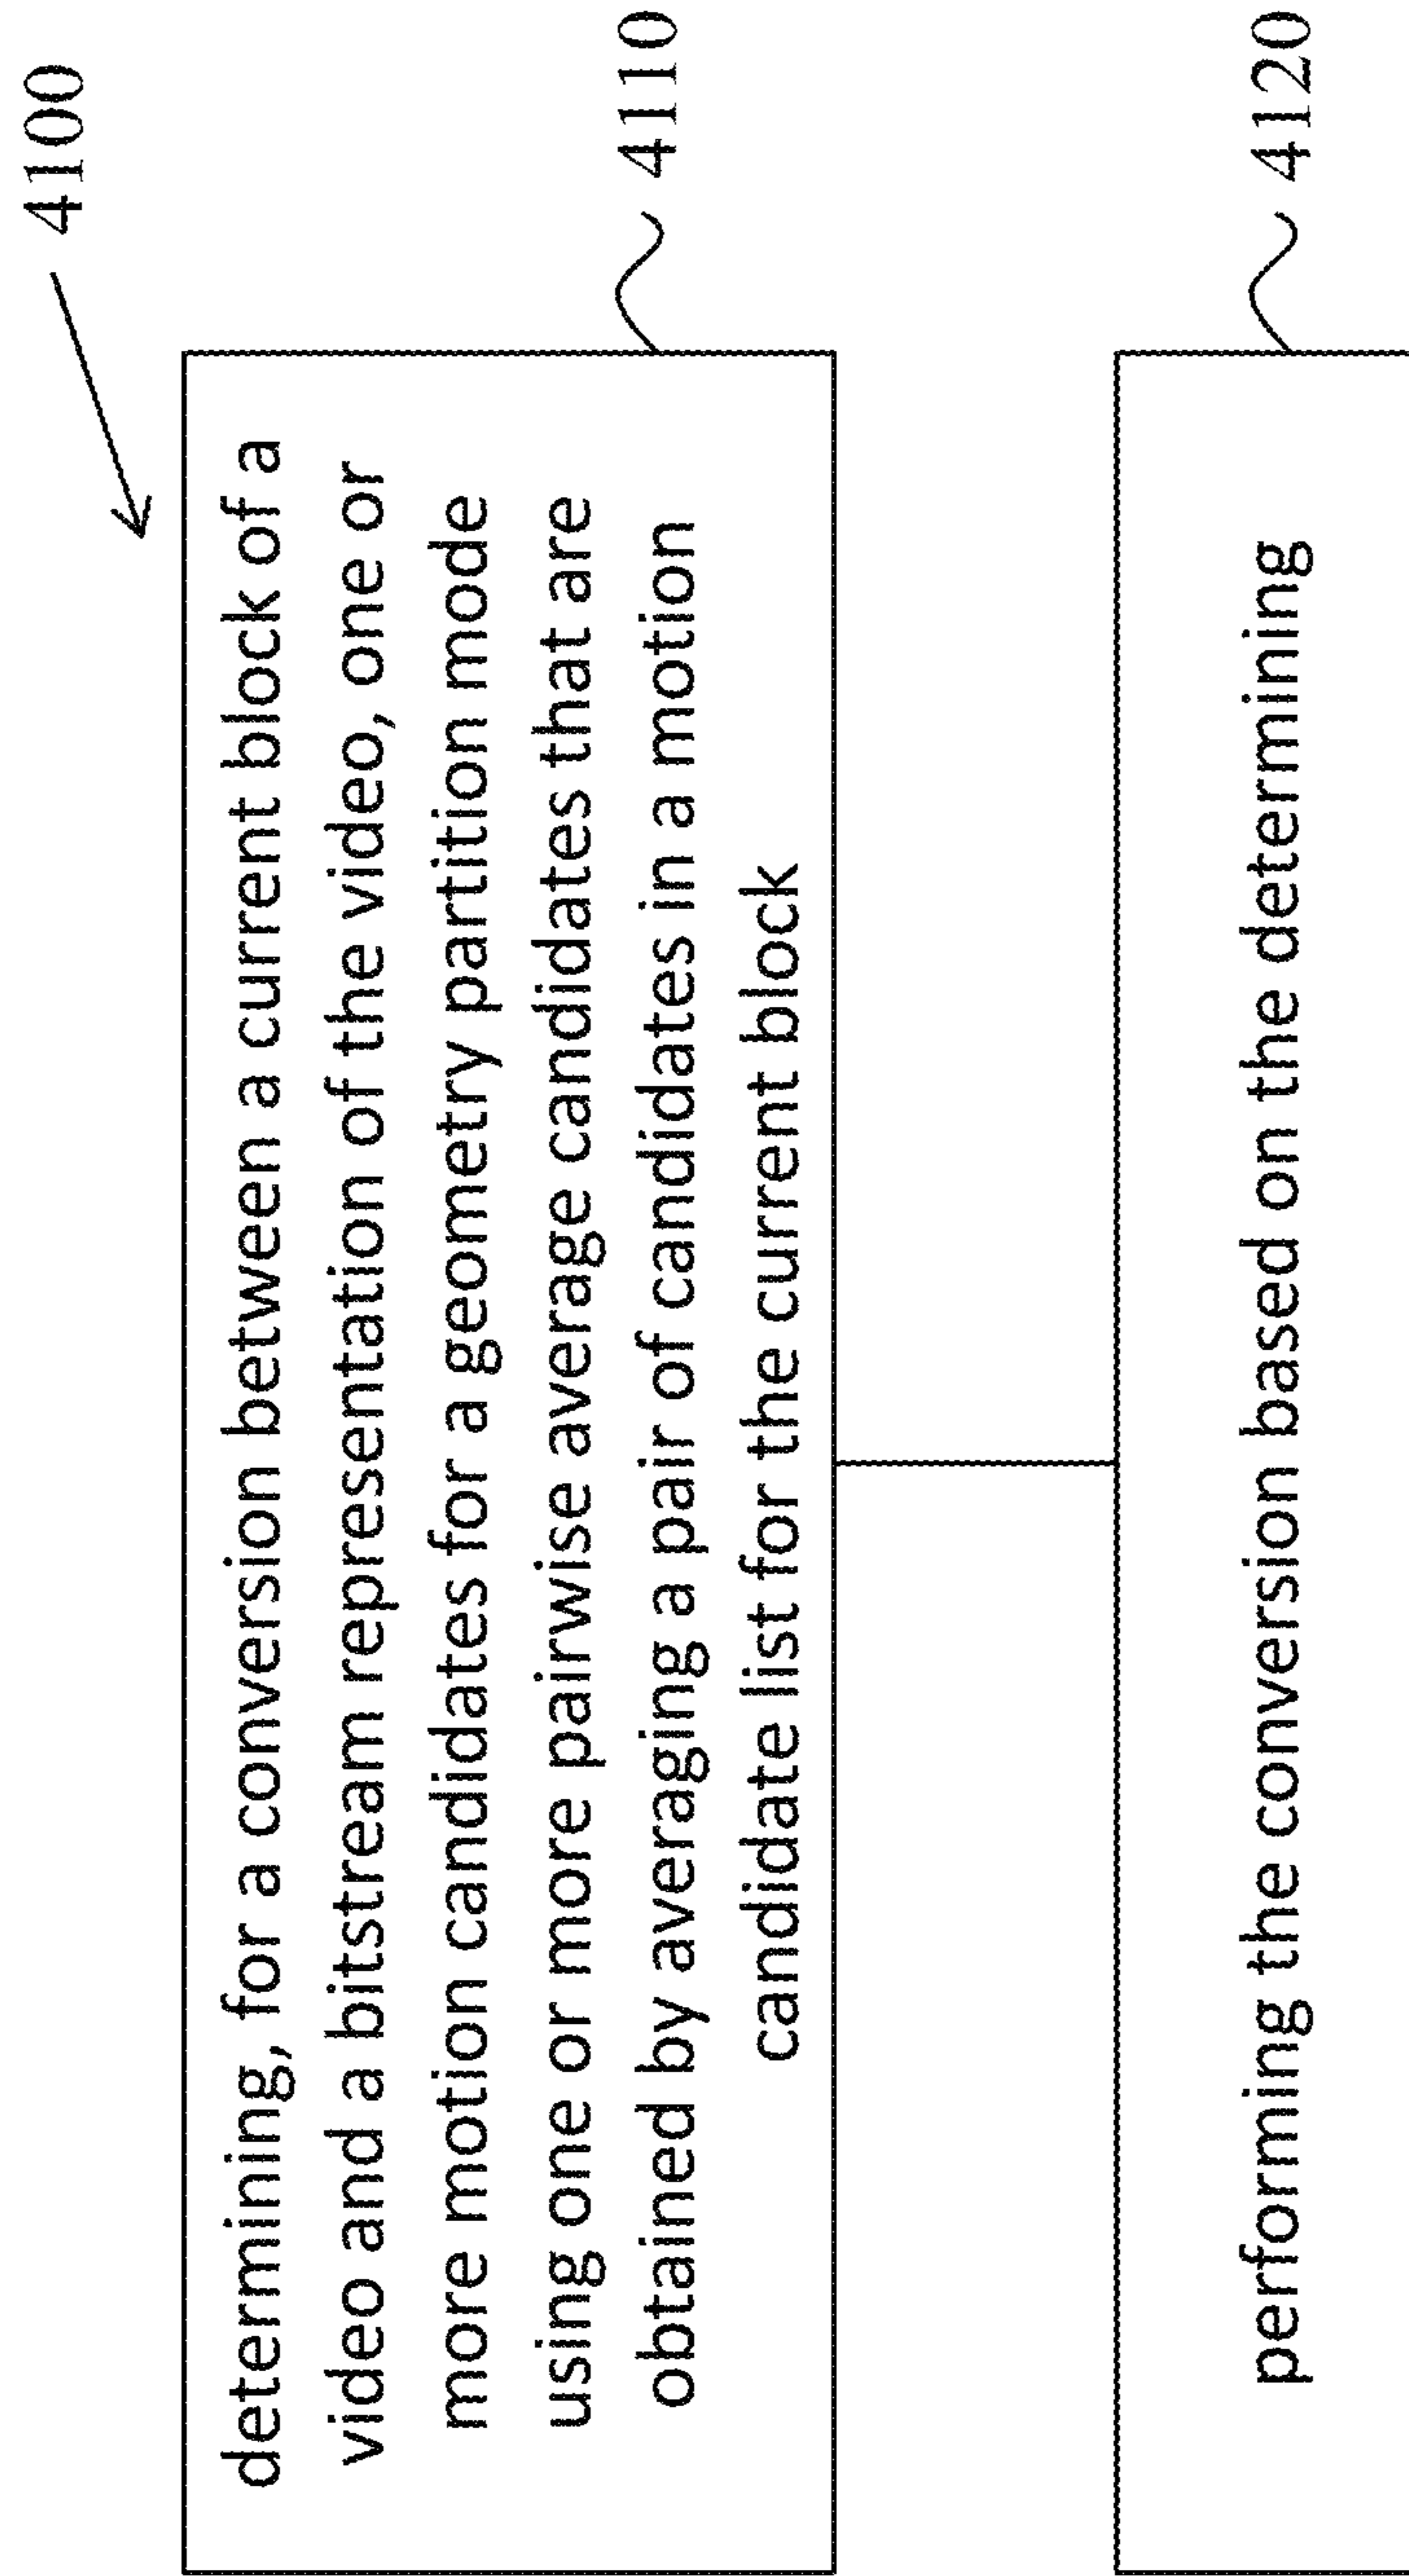 4100
determining, for a conversion between a current block of a
video and a bitstream representation of the video, one or
more motion candidates for a geometry partition mode
using one or more pairwise average candidates that are
obtained by averaging a pair of candidates in a motion
candidate list for the current block
4110
performing the conversion based on the determining
4120